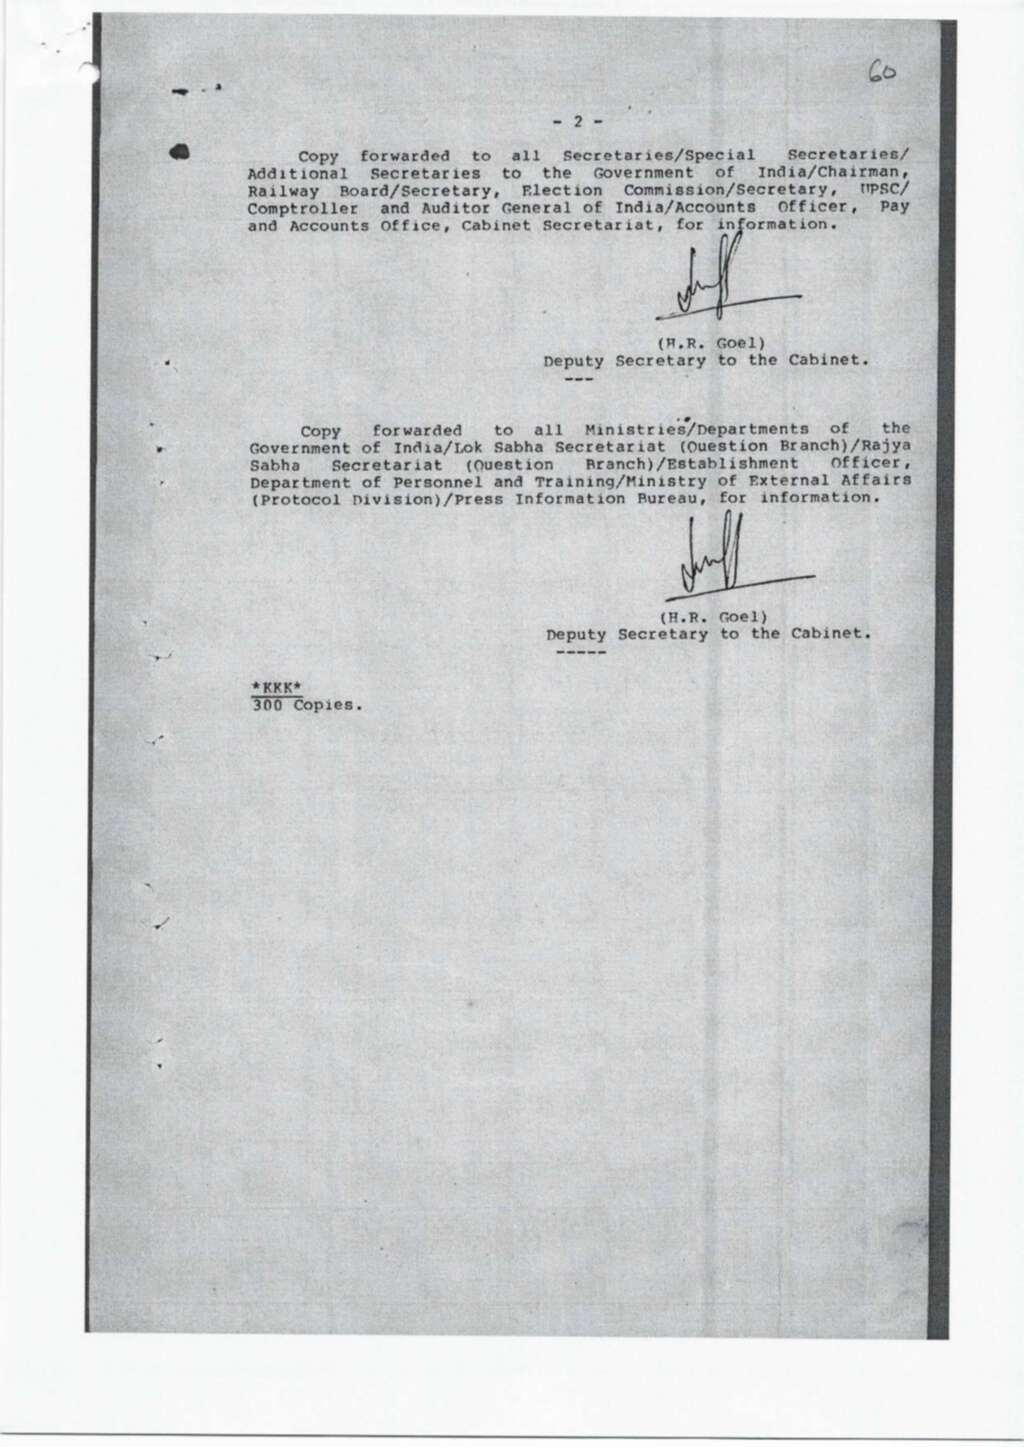 60
- 2 -
Copy forwarded to all Secretaries/Special Secretaries/
Additional Secretaries to the Government of India/Chairman,
Railway Board/Secretary, Election Commission/Secretary, UPSC/
Comptroller and Auditor General of India/Accounts Officer, Pay
and Accounts Office, Cabinet Secretariat, for information.
(H.R. Goel)
Deputy Secretary to the Cabinet.
---
Copy forwarded to all Ministries/Departments of the
Government of India/Lok Sabha Secretariat (Question Branch)/Rajya
Sabha Secretariat (Question Branch)/Establishment Officer,
Department of Personnel and Training/Ministry of External Affairs
(Protocol Division)/Press Information Bureau, for information.
(H.R. Goel)
Deputy Secretary to the Cabinet.
-----
*KKK*
300 Copies.